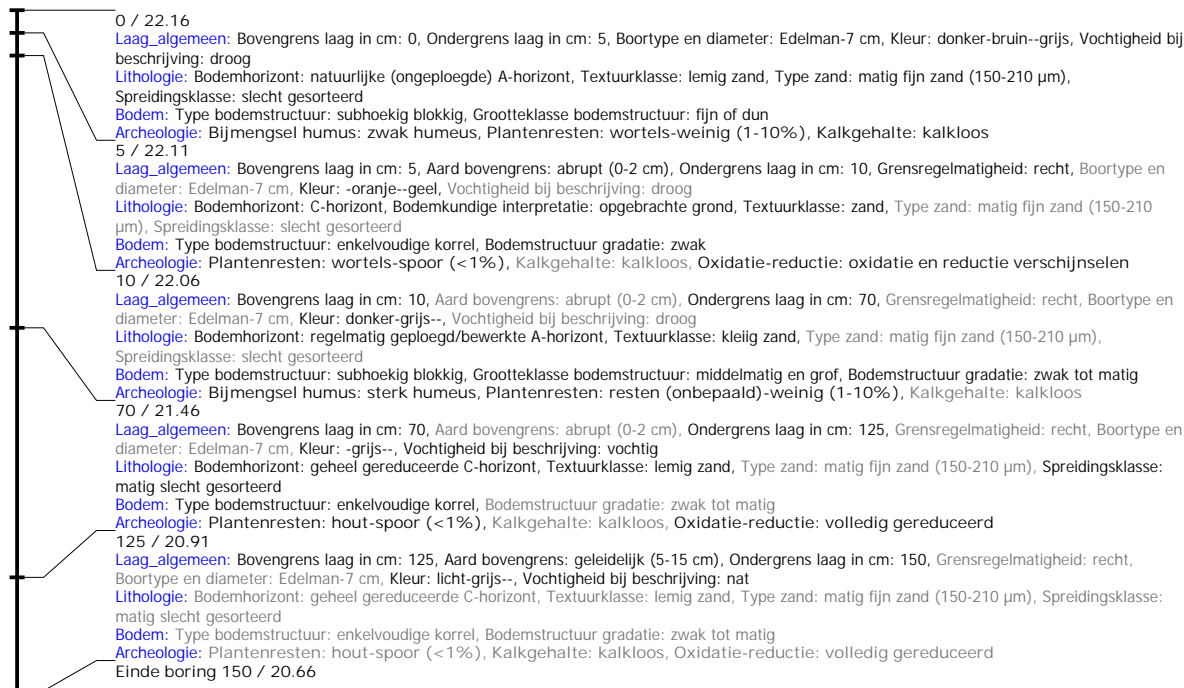 0 / 22.16
Laag_algemeen: Bovengrens laag in cm: 0, Ondergrens laag in cm: 5, Boortype en diameter: Edelman-7 cm, Kleur: donker-bruin--grijs, Vochtigheid bij
beschrijving: droog
Lithologie: Bodemhorizont: natuurlijke (ongeploegde) A-horizont, Textuurklasse: lemig zand, Type zand: matig fijn zand (150-210 µm),
Spreidingsklasse: slecht gesorteerd
Bodem: Type bodemstructuur: subhoekig blokkig, Grootteklasse bodemstructuur: fijn of dun
Archeologie: Bijmengsel humus: zwak humeus, Plantenresten: wortels-weinig (1-10%), Kalkgehalte: kalkloos
5 / 22.11
Laag_algemeen: Bovengrens laag in cm: 5, Aard bovengrens: abrupt (0-2 cm), Ondergrens laag in cm: 10, Grensregelmatigheid: recht, Boortype en
diameter: Edelman-7 cm, Kleur: -oranje--geel, Vochtigheid bij beschrijving: droog
Lithologie: Bodemhorizont: C-horizont, Bodemkundige interpretatie: opgebrachte grond, Textuurklasse: zand, Type zand: matig fijn zand (150-210
µm), Spreidingsklasse: slecht gesorteerd
Bodem: Type bodemstructuur: enkelvoudige korrel, Bodemstructuur gradatie: zwak
Archeologie: Plantenresten: wortels-spoor (<1%), Kalkgehalte: kalkloos, Oxidatie-reductie: oxidatie en reductie verschijnselen
10 / 22.06
Laag_algemeen: Bovengrens laag in cm: 10, Aard bovengrens: abrupt (0-2 cm), Ondergrens laag in cm: 70, Grensregelmatigheid: recht, Boortype en
diameter: Edelman-7 cm, Kleur: donker-grijs--, Vochtigheid bij beschrijving: droog
Lithologie: Bodemhorizont: regelmatig geploegd/bewerkte A-horizont, Textuurklasse: kleiig zand, Type zand: matig fijn zand (150-210 µm),
Spreidingsklasse: slecht gesorteerd
Bodem: Type bodemstructuur: subhoekig blokkig, Grootteklasse bodemstructuur: middelmatig en grof, Bodemstructuur gradatie: zwak tot matig
Archeologie: Bijmengsel humus: sterk humeus, Plantenresten: resten (onbepaald)-weinig (1-10%), Kalkgehalte: kalkloos
70 / 21.46
Laag_algemeen: Bovengrens laag in cm: 70, Aard bovengrens: abrupt (0-2 cm), Ondergrens laag in cm: 125, Grensregelmatigheid: recht, Boortype en
diameter: Edelman-7 cm, Kleur: -grijs--, Vochtigheid bij beschrijving: vochtig
Lithologie: Bodemhorizont: geheel gereduceerde C-horizont, Textuurklasse: lemig zand, Type zand: matig fijn zand (150-210 µm), Spreidingsklasse:
matig slecht gesorteerd
Bodem: Type bodemstructuur: enkelvoudige korrel, Bodemstructuur gradatie: zwak tot matig
Archeologie: Plantenresten: hout-spoor (<1%), Kalkgehalte: kalkloos, Oxidatie-reductie: volledig gereduceerd
125 / 20.91
Laag_algemeen: Bovengrens laag in cm: 125, Aard bovengrens: geleidelijk (5-15 cm), Ondergrens laag in cm: 150, Grensregelmatigheid: recht,
Boortype en diameter: Edelman-7 cm, Kleur: licht-grijs--, Vochtigheid bij beschrijving: nat
Lithologie: Bodemhorizont: geheel gereduceerde C-horizont, Textuurklasse: lemig zand, Type zand: matig fijn zand (150-210 µm), Spreidingsklasse:
matig slecht gesorteerd
Bodem: Type bodemstructuur: enkelvoudige korrel, Bodemstructuur gradatie: zwak tot matig
Archeologie: Plantenresten: hout-spoor (<1%), Kalkgehalte: kalkloos, Oxidatie-reductie: volledig gereduceerd
Einde boring 150 / 20.66